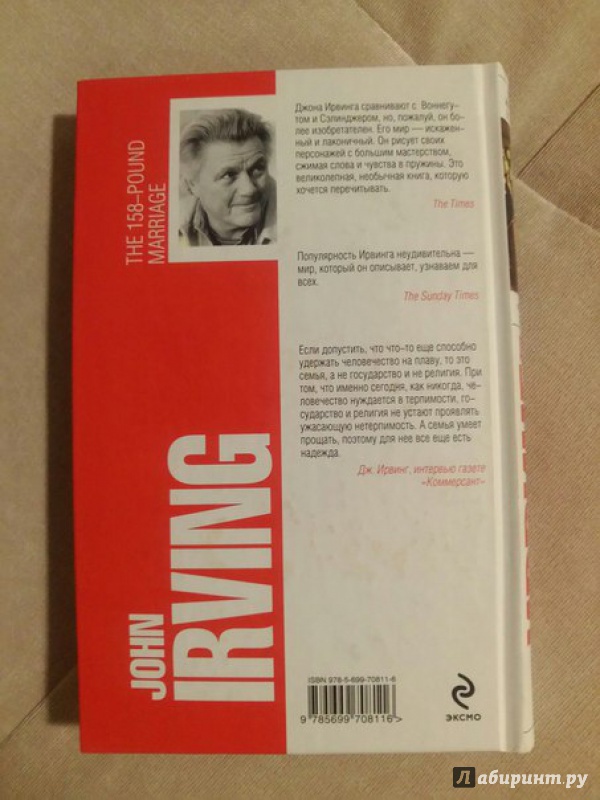 THE 158–POUND
MARRIAGE
JOHN
IRVING
Джона Ирвинга сравнивают с Воннегу-
том и Сэлинджером, но, пожалуй, он бо-
лее изобретателен. Его мир — искажен-
ный и лаконичный. Он рисует своих
персонажей с большим мастерством,
сжимая слова и чувства в пружины. Это
великолепная, необычная книга, которую
хочется перечитывать.
The Times
Популярность Ирвинга неудивительна —
мир, который он описывает, узнаваем для
всех.
The Sunday Times
Если допустить, что что–то еще способно
удержать человечество на плаву, то это
семья, а не государство и не религия. При
том, что именно сегодня, как никогда, че-
ловечество нуждается в терпимости, го-
сударство и религия не устают проявлять
ужасающую нетерпимость. А семья умеет
прощать, поэтому для нее все еще есть
надежда.
Дж. Ирвинг, интервью газете
«Коммерсант»
ISBN 978-5-699-70811-6
9 785699 708116 >
ЭКСМО
Лабиринт.ру